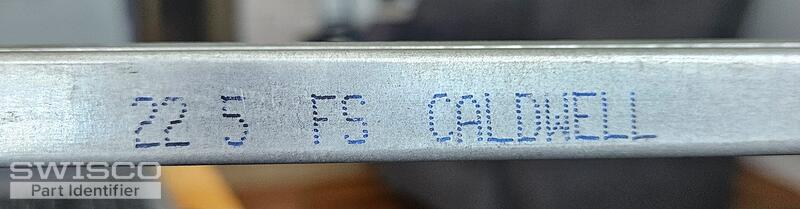 22 5 FS CALDWELL
SWISCO
Part Identifier